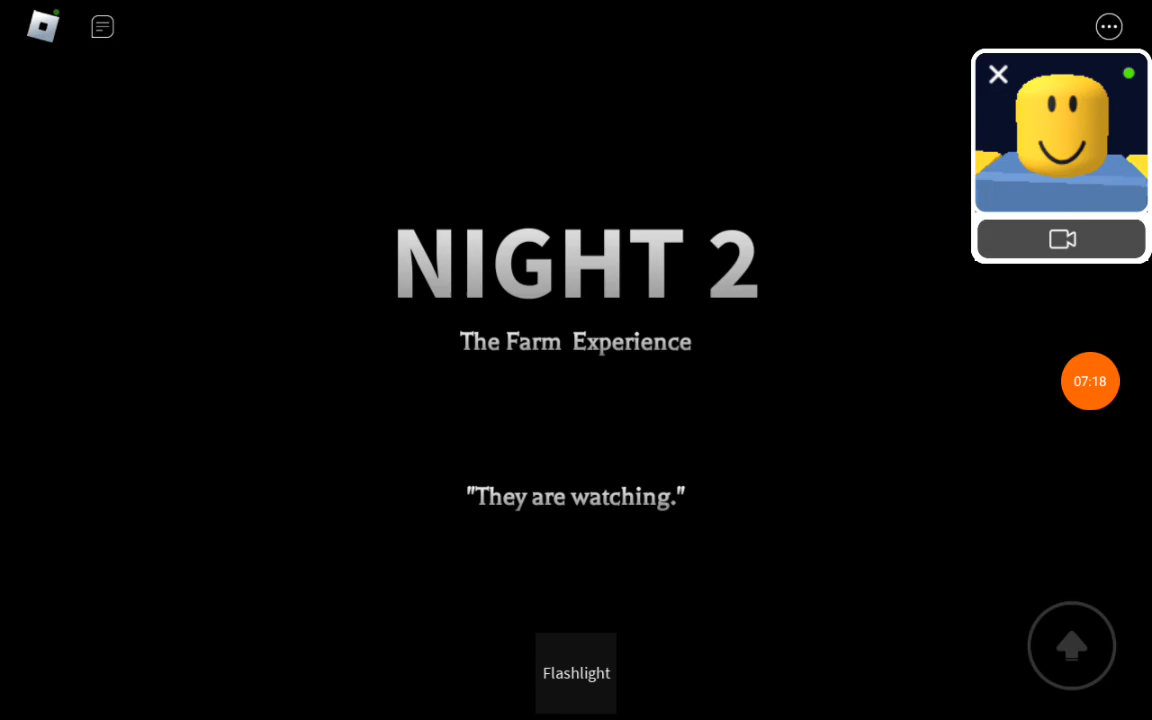 NIGHT 2
The Farm Experience
07:18
"They are watching."
Flashlight